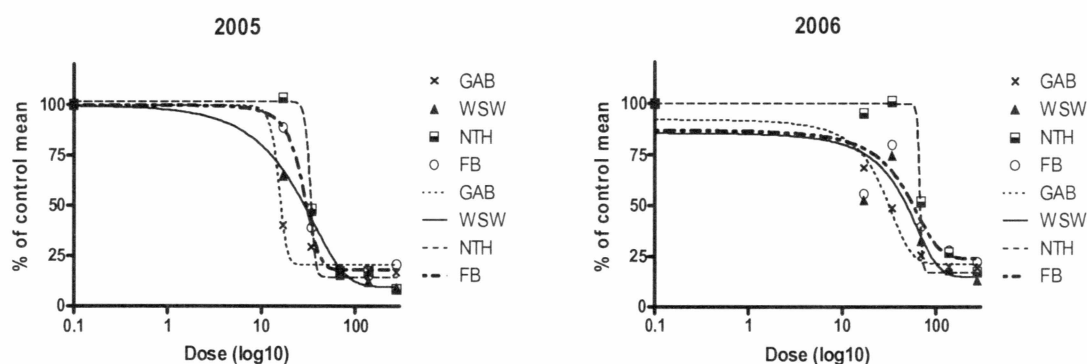 2005
% of control mean
100
75
50
25
0
0.1
1
10
100
Dose (log10)
GAB
WSW
NTH
FB
GAB
WSW
NTH
FB
2006
% of control mean
100
75
50
25
0
0.1
1
10
100
Dose (log10)
GAB
WSW
NTH
FB
GAB
WSW
NTH
FB